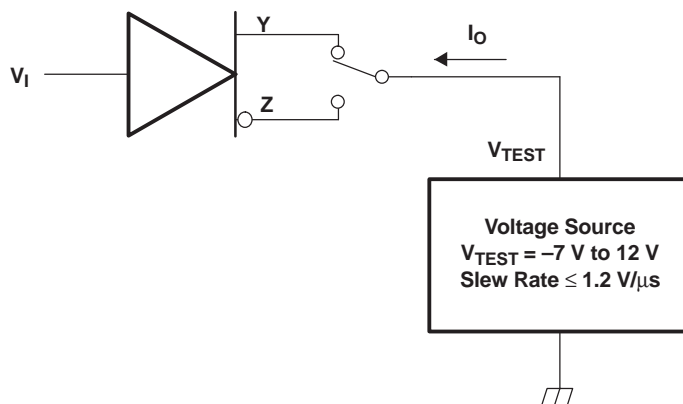 Y
I_O
V_I
Z
V_TEST
Voltage Source
V_TEST = –7 V to 12 V
Slew Rate ≤ 1.2 V/μs